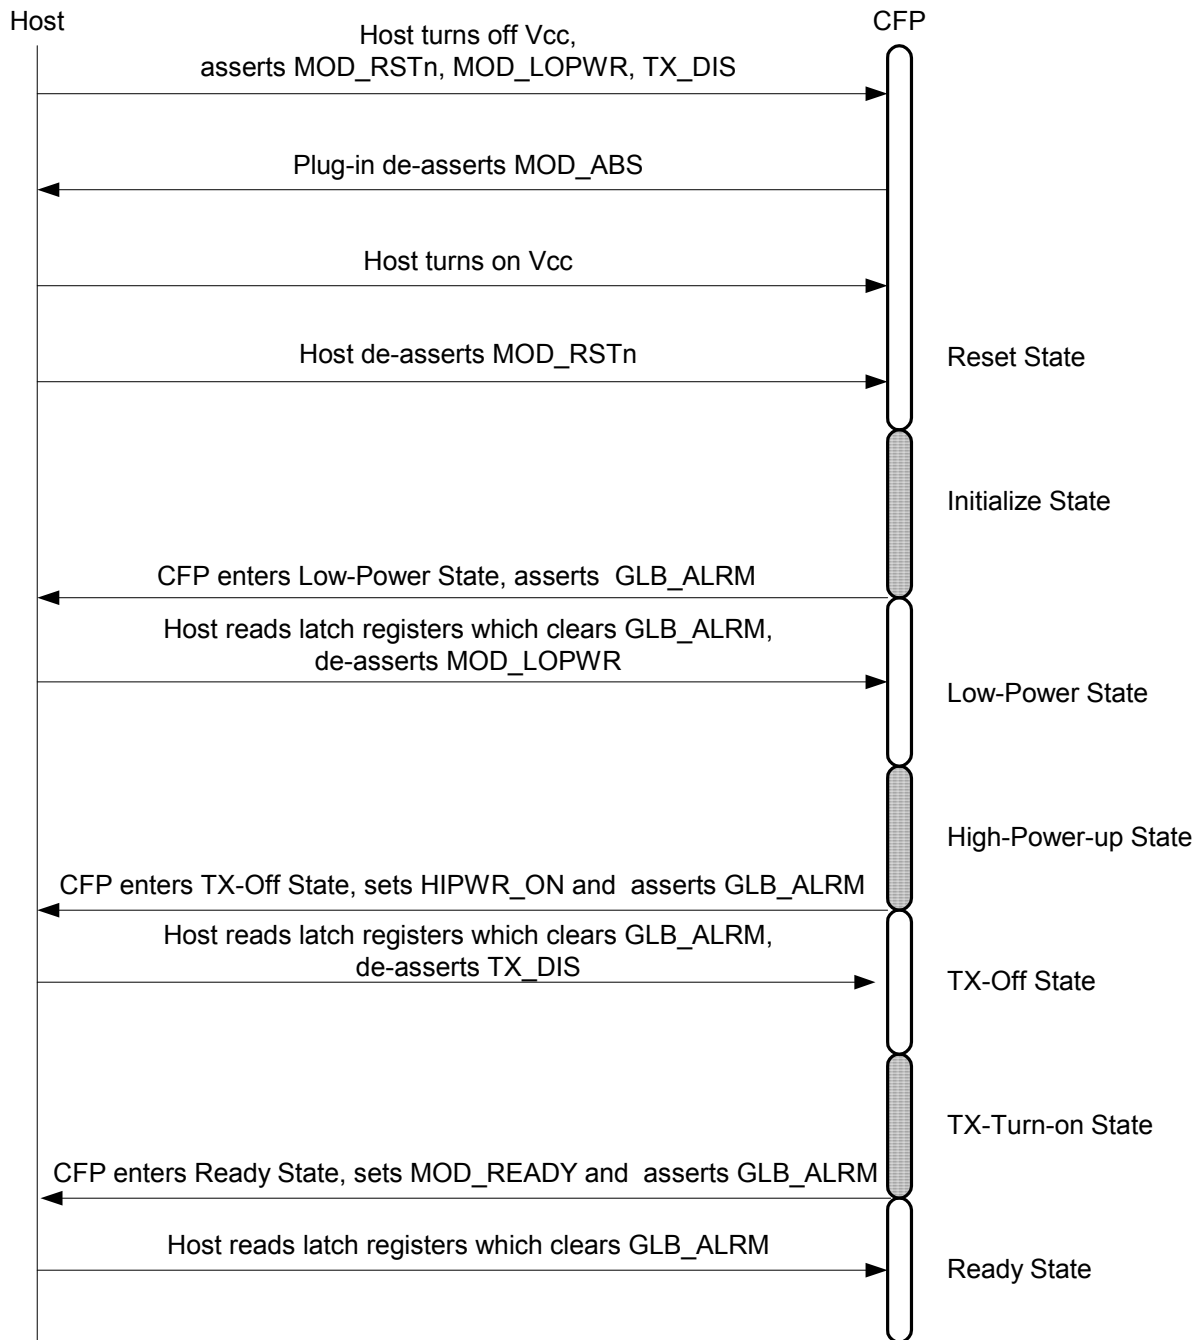 Host
CFP
Host turns off Vcc,
asserts MOD_RSTn, MOD_LOPWR, TX_DIS
Plug-in de-asserts MOD_ABS
Host turns on Vcc
Host de-asserts MOD_RSTn
Reset State
Initialize State
CFP enters Low-Power State, asserts GLB_ALRM
Host reads latch registers which clears GLB_ALRM,
de-asserts MOD_LOPWR
Low-Power State
High-Power-up State
CFP enters TX-Off State, sets HIPWR_ON and asserts GLB_ALRM
Host reads latch registers which clears GLB_ALRM,
de-asserts TX_DIS
TX-Off State
TX-Turn-on State
CFP enters Ready State, sets MOD_READY and asserts GLB_ALRM
Host reads latch registers which clears GLB_ALRM
Ready State